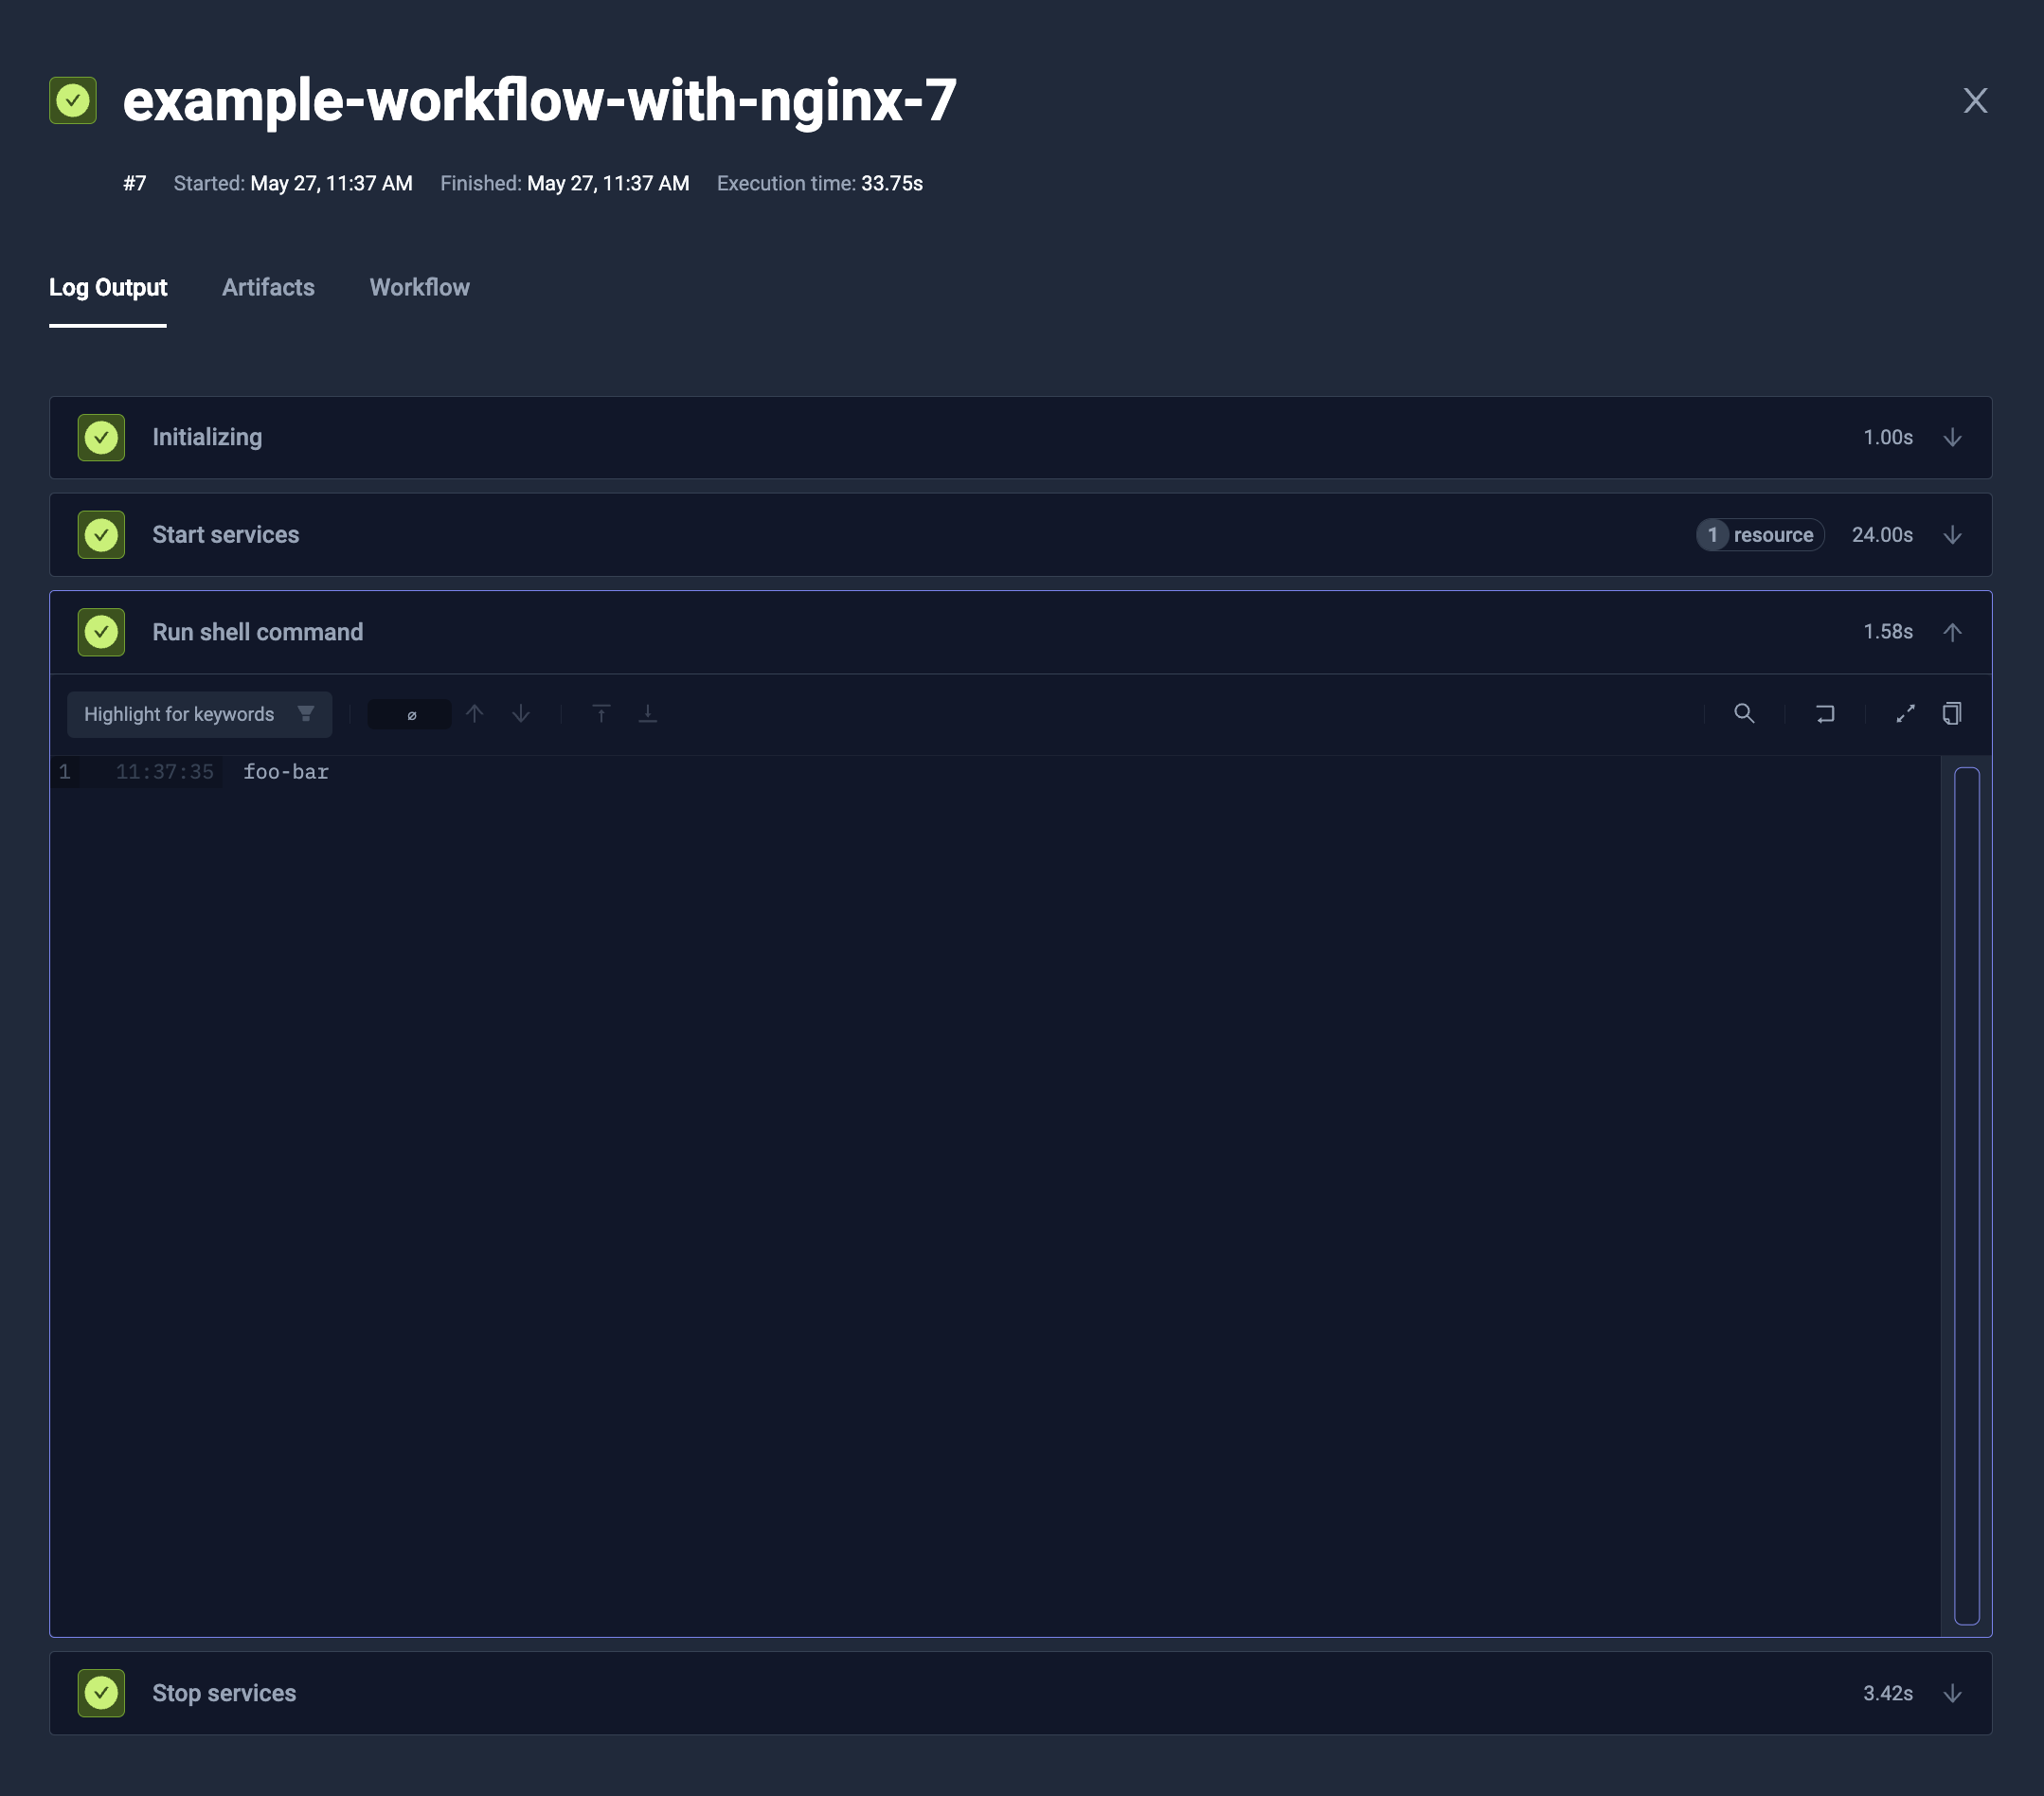 example-workflow-with-nginx-7
#7 Started: May 27, 11:37 AM Finished: May 27, 11:37 AM Execution time: 33.75s
Log Output Artifacts Workflow
Initializing 1.00s
Start services 1 resource 24.00s
Run shell command 1.58s
Highlight for keywords ⌀
1 11:37:35 foo-bar
Stop services 3.42s